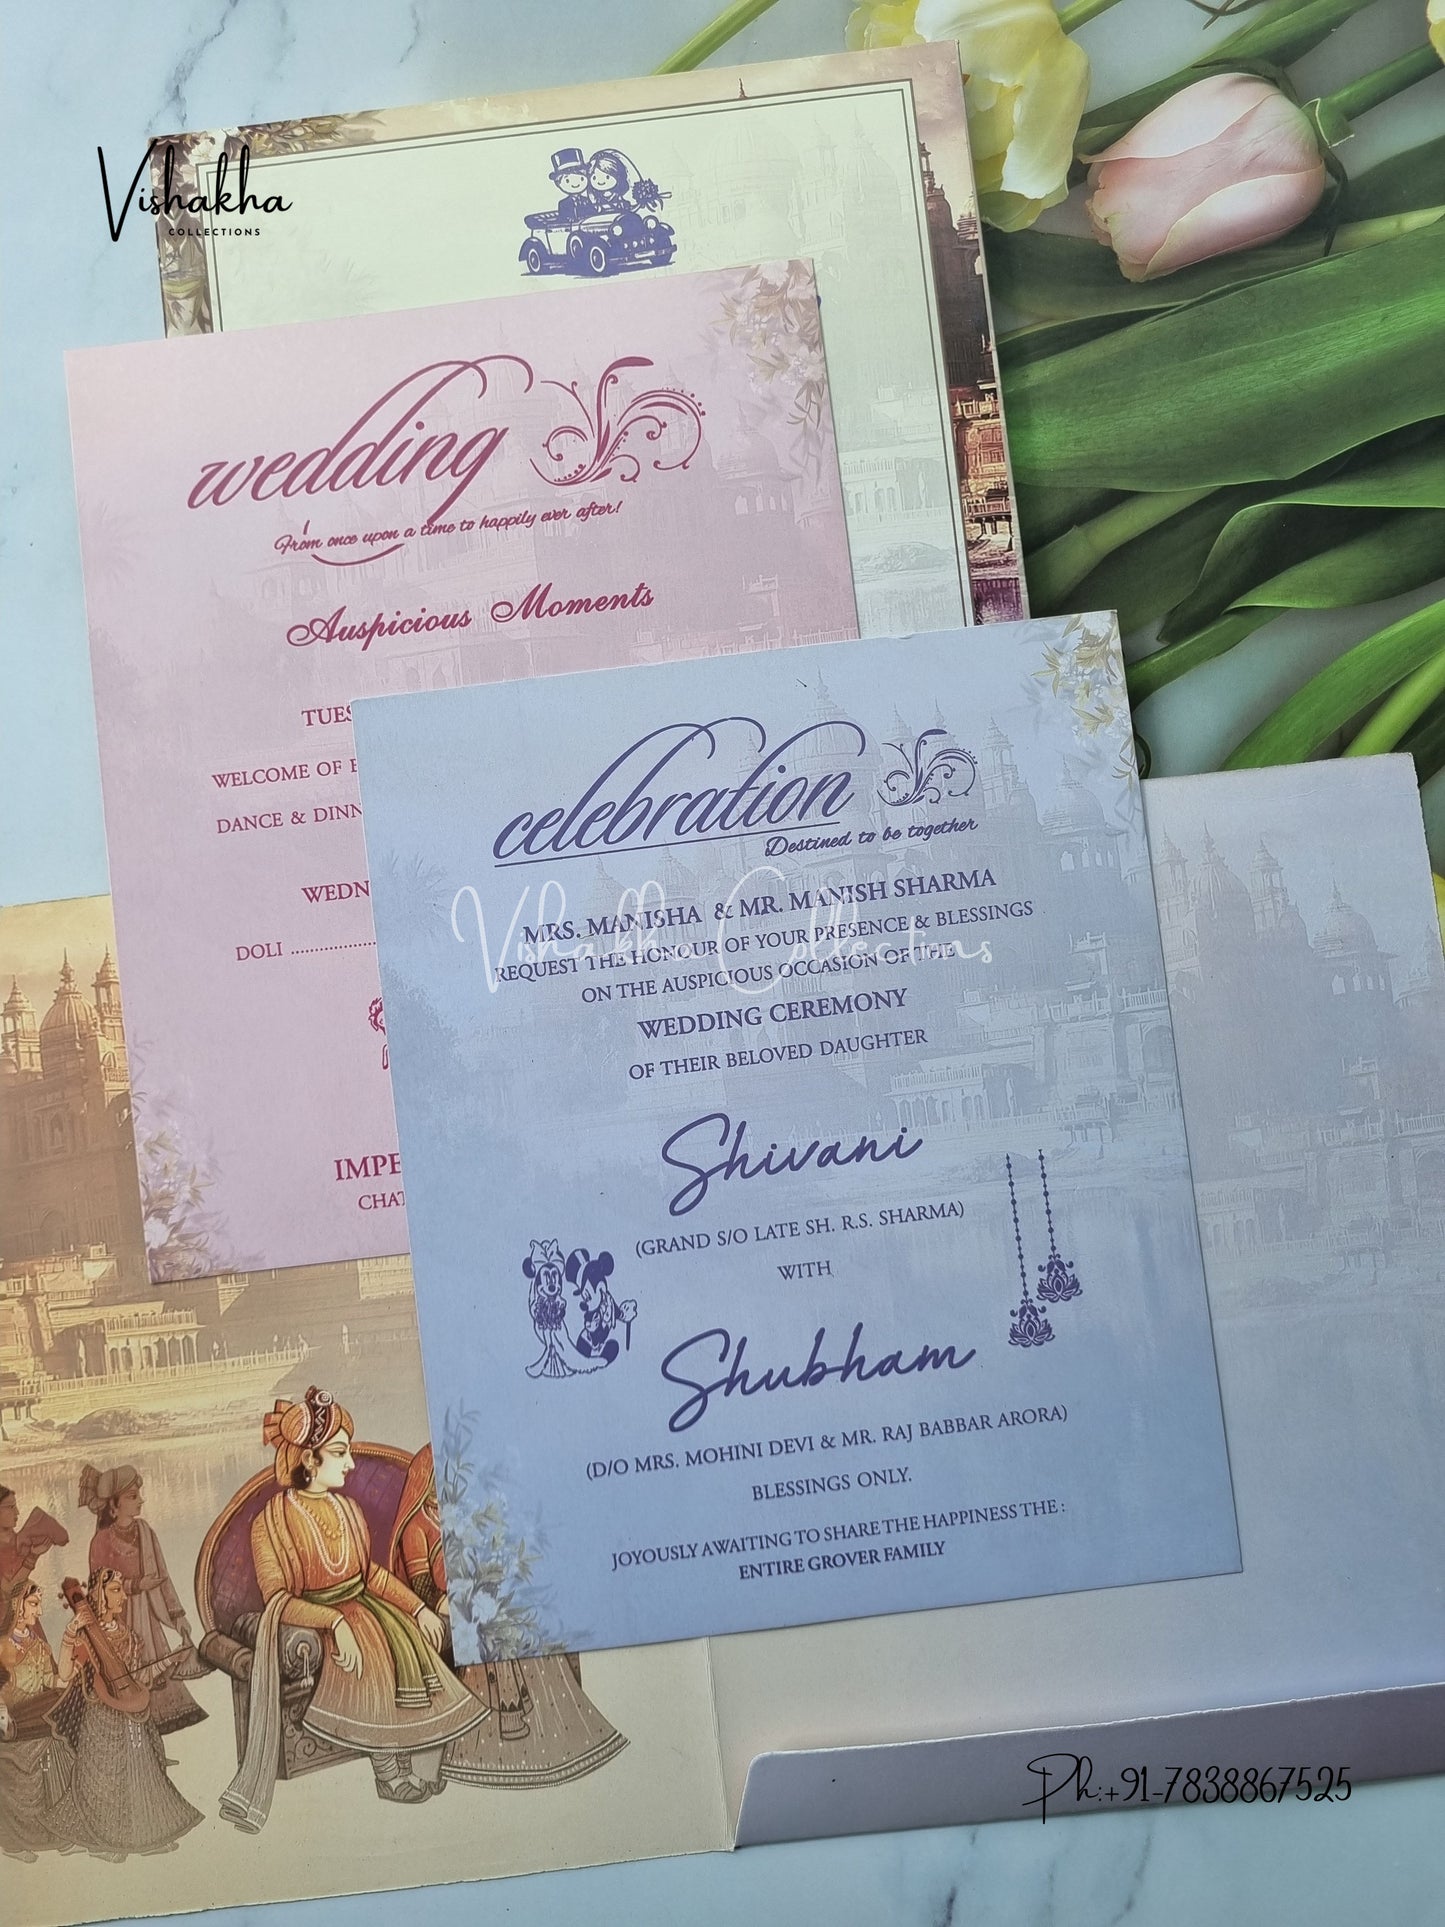 Vishakha
COLLECTIONS
wedding
From once upon a time to happily ever after!
Auspicious Moments
TUES
WELCOME OF
DANCE & DINN
WEDN
DOLI ....................
IMPE
CHAT
celebration
Destined to be together
MRS. MANISHA & MR. MANISH SHARMA
REQUEST THE HONOUR OF YOUR PRESENCE & BLESSINGS
Vishakha Collections
ON THE AUSPICIOUS OCCASION OF THE
WEDDING CEREMONY
OF THEIR BELOVED DAUGHTER
Shivani
(GRAND S/O LATE SH. R.S. SHARMA)
WITH
Shubham
(D/O MRS. MOHINI DEVI & MR. RAJ BABBAR ARORA)
BLESSINGS ONLY.
JOYOUSLY AWAITING TO SHARE THE HAPPINESS THE :
ENTIRE GROVER FAMILY
Ph:+91-7838867525